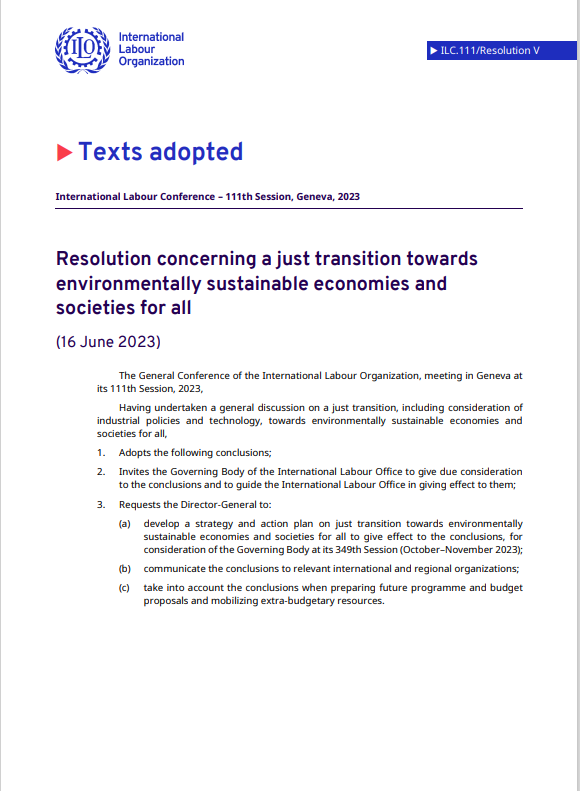 ILO
International
Labour
Organization
▶ ILC.111/Resolution V
▶ Texts adopted
International Labour Conference – 111th Session, Geneva, 2023
Resolution concerning a just transition towards
environmentally sustainable economies and
societies for all
(16 June 2023)
The General Conference of the International Labour Organization, meeting in Geneva at
its 111th Session, 2023,
Having undertaken a general discussion on a just transition, including consideration of
industrial policies and technology, towards environmentally sustainable economies and
societies for all,
1. Adopts the following conclusions;
2. Invites the Governing Body of the International Labour Office to give due consideration
to the conclusions and to guide the International Labour Office in giving effect to them;
3. Requests the Director-General to:
(a) develop a strategy and action plan on just transition towards environmentally
sustainable economies and societies for all to give effect to the conclusions, for
consideration of the Governing Body at its 349th Session (October–November 2023);
(b) communicate the conclusions to relevant international and regional organizations;
(c) take into account the conclusions when preparing future programme and budget
proposals and mobilizing extra-budgetary resources.